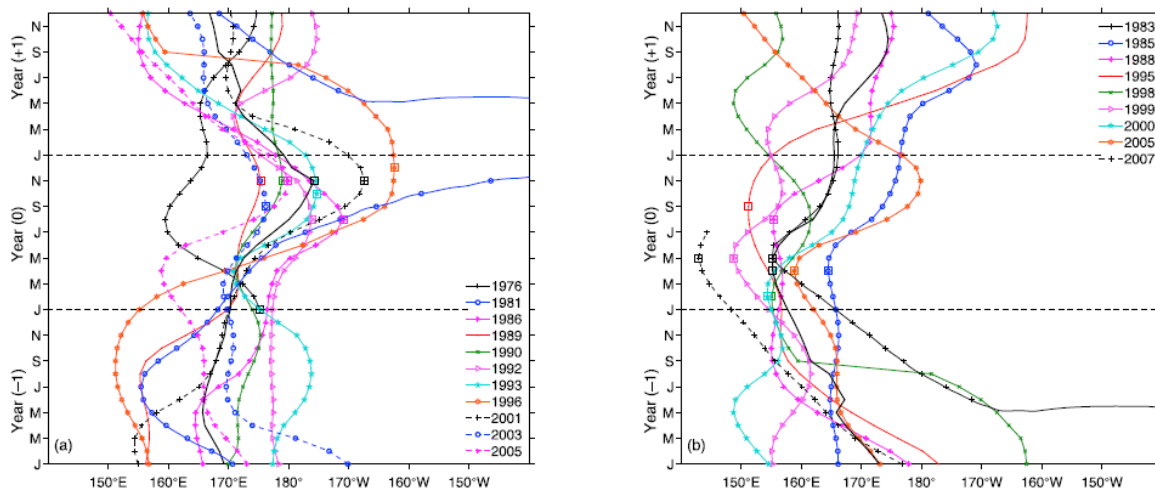 N
S
J
M
M
J
N
S
J
M
M
J
N
S
J
M
M
J
Year (+1)
Year (0)
Year (−1)
(a)
1976
1981
1986
1989
1990
1992
1993
1996
2001
2003
2005
150°E 160°E 170°E 180°E 170°W 160°W 150°W
N
S
J
M
M
J
N
S
J
M
M
J
N
S
J
M
M
J
Year (+1)
Year (0)
Year (−1)
(b)
1983
1985
1988
1995
1998
1999
2000
2005
2007
150°E 160°E 170°E 180°E 170°W 160°W 150°W